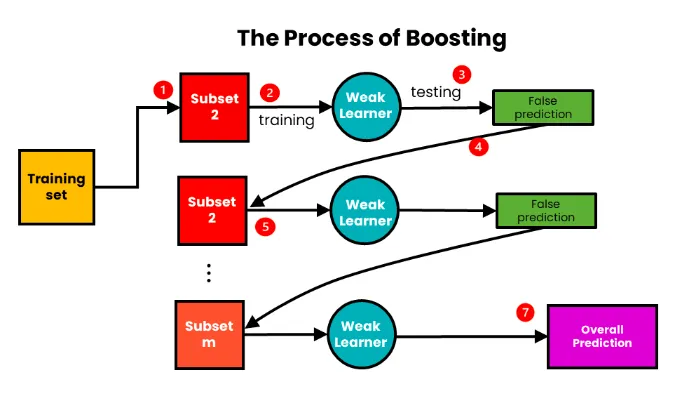 The Process of Boosting
1
2
3
Subset
2
training
Weak
Learner
testing
False
prediction
4
Training
set
Subset
2
5
Weak
Learner
False
prediction
Subset
m
Weak
Learner
7
Overall
Prediction